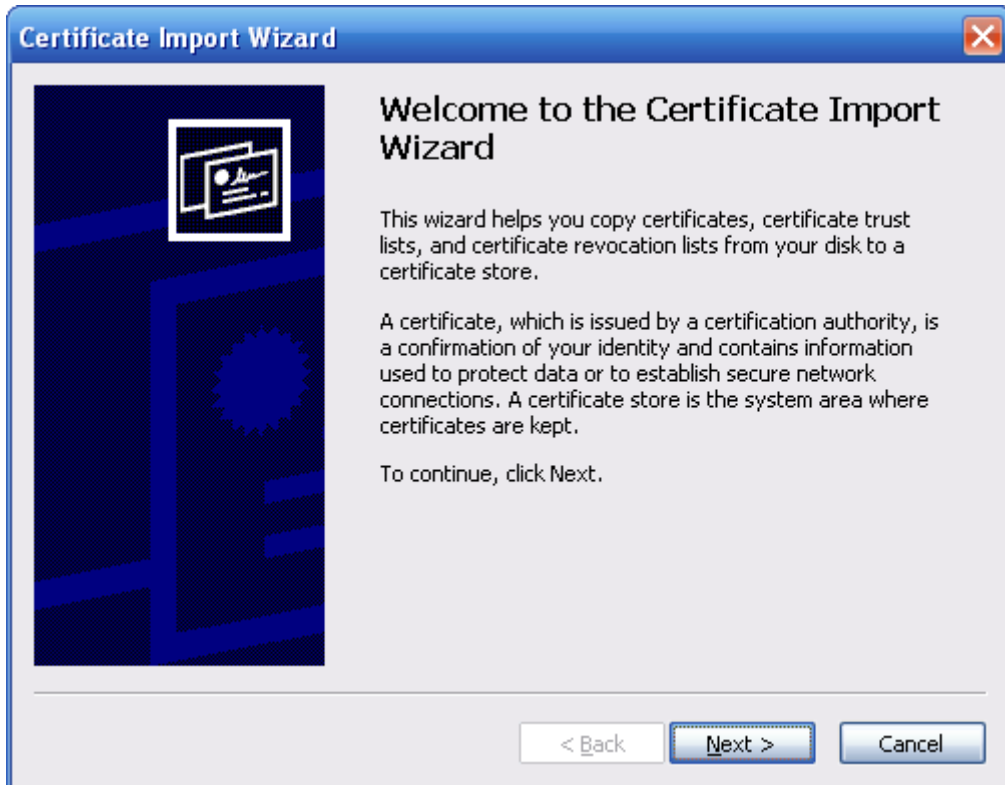 Certificate Import Wizard
Welcome to the Certificate Import
Wizard
This wizard helps you copy certificates, certificate trust
lists, and certificate revocation lists from your disk to a
certificate store.
A certificate, which is issued by a certification authority, is
a confirmation of your identity and contains information
used to protect data or to establish secure network
connections. A certificate store is the system area where
certificates are kept.
To continue, click Next.
< Back
Next >
Cancel